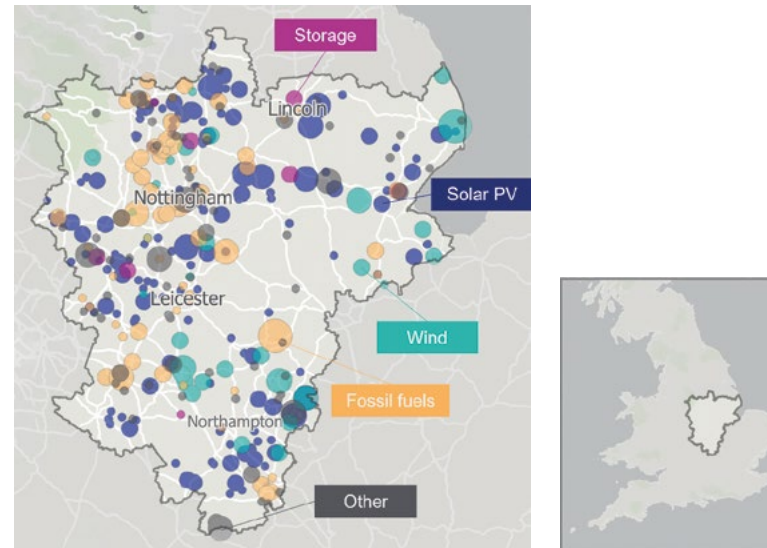 Storage
Lincoln
Solar PV
Nottingham
Leicester
Wind
Fossil fuels
Northampton
Other